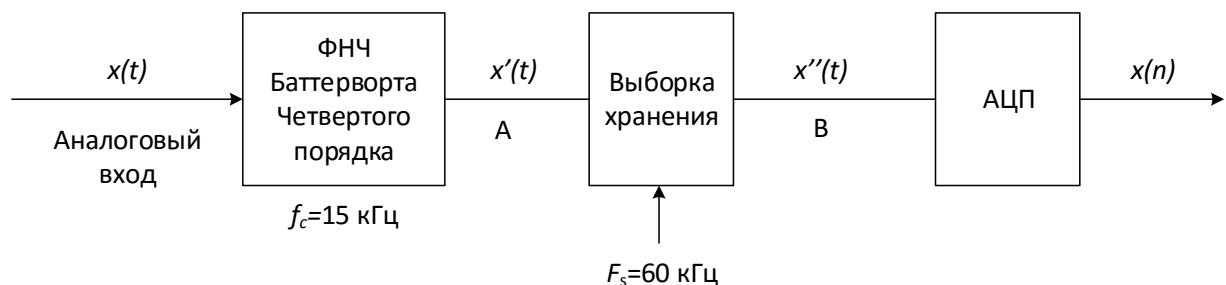 x(t)
Аналоговый
вход
ФНЧ
Баттерворта
Четвертого
порядка
fc=15 кГц
x’(t)
A
Выборка
хранения
Fs=60 кГц
x’’(t)
B
АЦП
x(n)